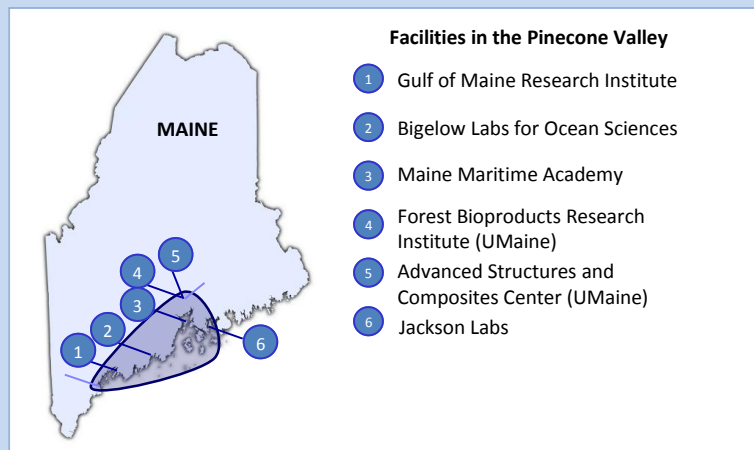 Facilities in the Pinecone Valley
MAINE
1 Gulf of Maine Research Institute
2 Bigelow Labs for Ocean Sciences
3 Maine Maritime Academy
4 Forest Bioproducts Research
Institute (UMaine)
5 Advanced Structures and
Composites Center (UMaine)
6 Jackson Labs
5
4
3
2
1
6